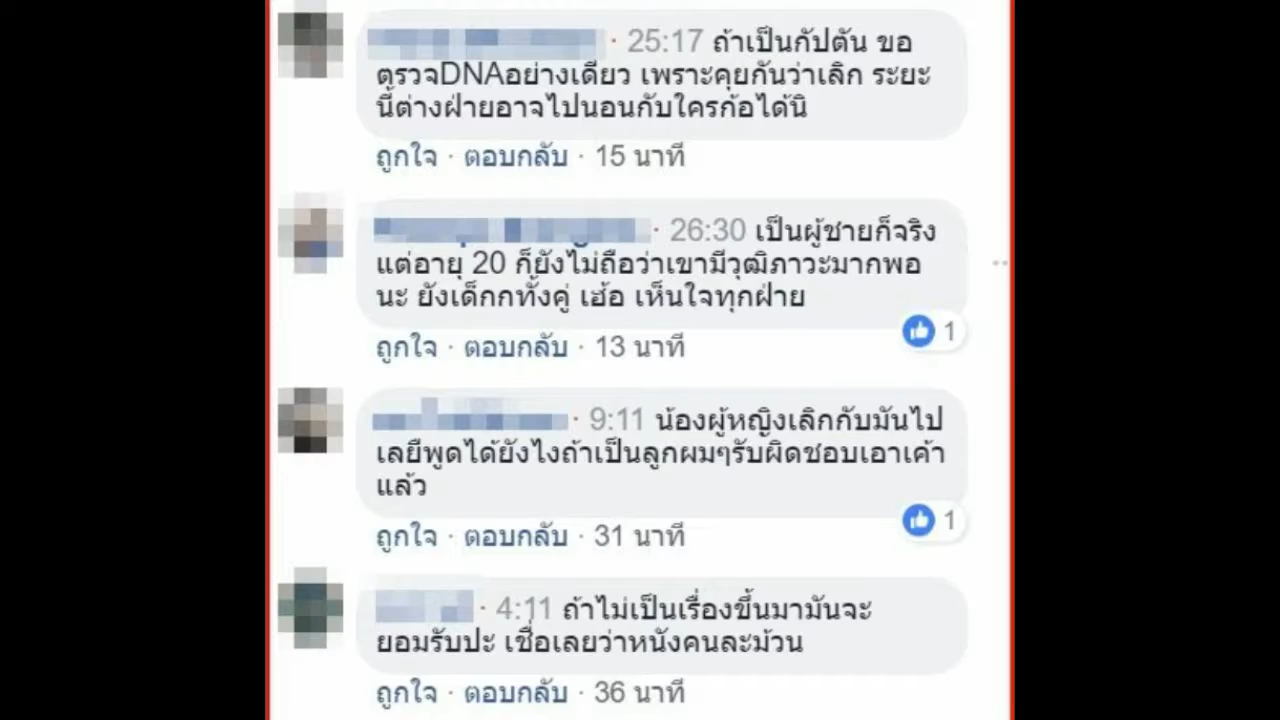 · 25:17 ถ้าเป็นกัปตัน ขอ
ตรวจDNAอย่างเดียว เพราะคุยกันว่าเลิก ระยะ
นี้ต่างฝ่ายอาจไปนอนกับใครก้อได้นิ
ถูกใจ · ตอบกลับ · 15 นาที
· 26:30 เป็นผู้ชายก็จริง
แต่อายุ 20 ก็ยังไม่ถือว่าเขามีวุฒิภาวะมากพอ
นะ ยังเด็กกทั้งคู่ เฮ้อ เห็นใจทุกฝ่าย
1
ถูกใจ · ตอบกลับ · 13 นาที
· 9:11 น้องผู้หญิงเลิกกับมันไป
เลยีพูดได้ยังไงถ้าเป็นลูกผมๆรับผิดชอบเอาเค้า
แล้ว
1
ถูกใจ · ตอบกลับ · 31 นาที
· 4:11 ถ้าไม่เป็นเรื่องขึ้นมามันจะ
ยอมรับปะ เชื่อเลยว่าหนังคนละม้วน
ถูกใจ · ตอบกลับ · 36 นาที